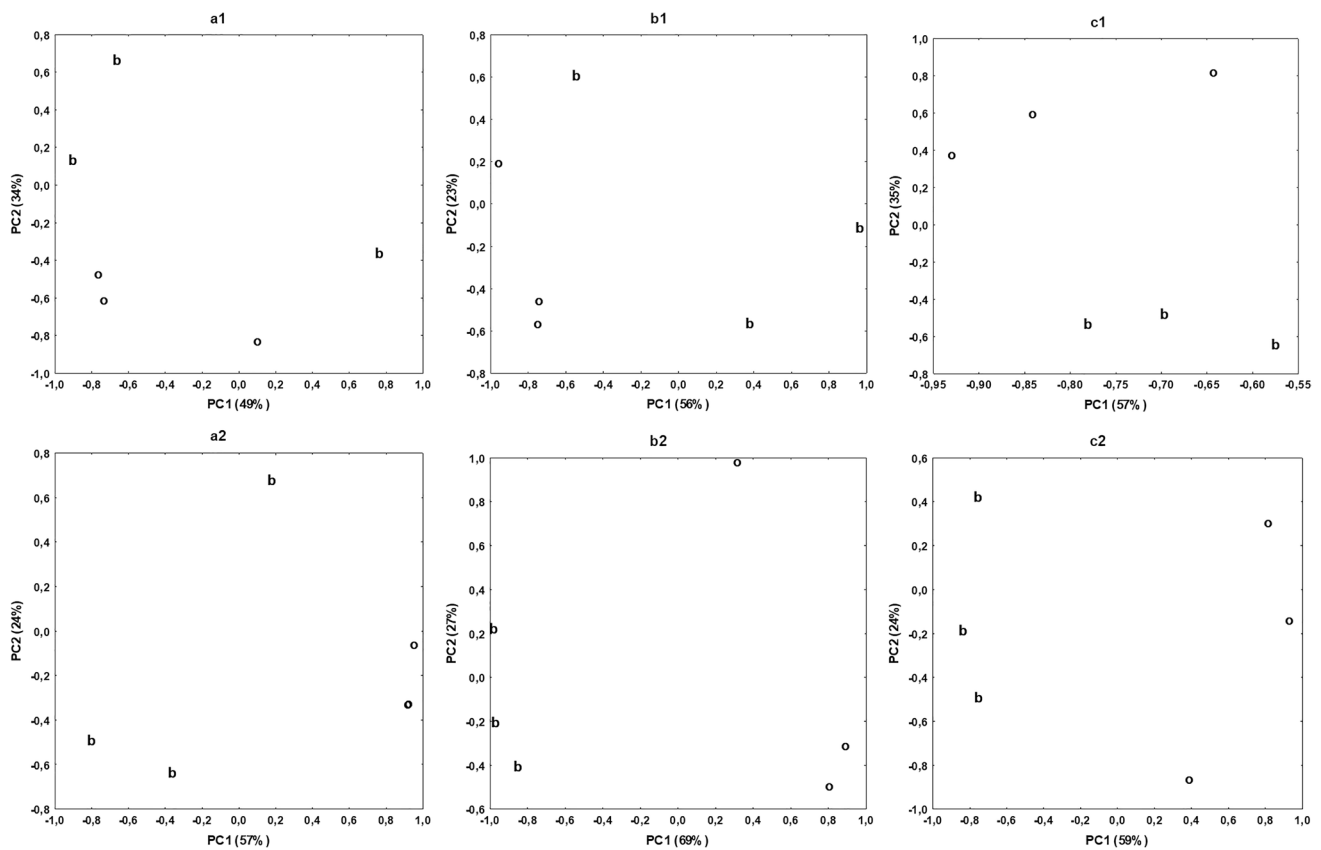 a1
0,8
0,6
0,4
0,2
0,0
-0,2
-0,4
-0,6
-0,8
-1,0
PC2 (34%)
b
b
b
o
o
o
-1,0 -0,8 -0,6 -0,4 -0,2 0,0 0,2 0,4 0,6 0,8 1,0
PC1 (49% )
b1
0,8
0,6
0,4
0,2
0,0
-0,2
-0,4
-0,6
-0,8
PC2 (23%)
b
o
b
o
o b
-1,0 -0,8 -0,6 -0,4 -0,2 0,0 0,2 0,4 0,6 0,8 1,0
PC1 (56% )
c1
1,0
0,8
0,6
0,4
0,2
0,0
-0,2
-0,4
-0,6
-0,8
PC2 (35%)
o
o
o
b
b
b
-0,95 -0,90 -0,85 -0,80 -0,75 -0,70 -0,65 -0,60 -0,55
PC1 (57% )
a2
0,8
0,6
0,4
0,2
0,0
-0,2
-0,4
-0,6
-0,8
PC2 (24%)
b
o
o
b
b
-1,0 -0,8 -0,6 -0,4 -0,2 0,0 0,2 0,4 0,6 0,8 1,0
PC1 (57% )
b2
1,0
0,8
0,6
0,4
0,2
0,0
-0,2
-0,4
-0,6
PC2 (27%)
o
b
b
o
b
o
-1,0 -0,8 -0,6 -0,4 -0,2 0,0 0,2 0,4 0,6 0,8 1,0
PC1 (69% )
c2
0,6
0,4
0,2
0,0
-0,2
-0,4
-0,6
-0,8
-1,0
PC2 (24%)
b
o
o
b
b
o
-1,0 -0,8 -0,6 -0,4 -0,2 0,0 0,2 0,4 0,6 0,8 1,0
PC1 (59% )